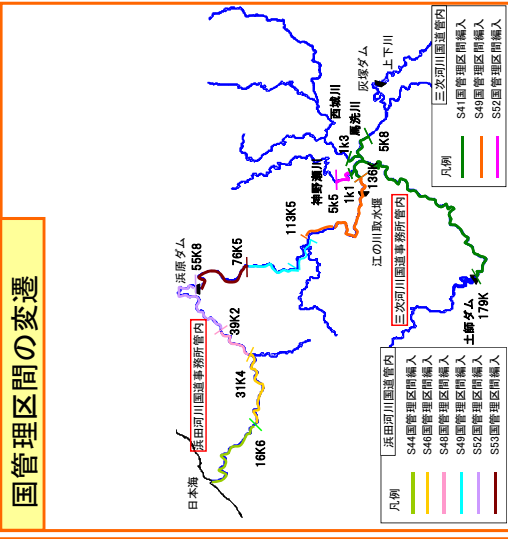 国管理区間の変遷
日本海
16K6
31K4
39K2
浜田河川国道事務所管内
浜原ダム
55K8
76K5
113K5
江の川取水堰
136K
1k1
5k5
神野瀬川
1k3
西城川
馬洗川
5K8
灰塚ダム
上下川
三次河川国道事務所管内
土師ダム
179K
浜田河川国道管内
凡例
S44国管理区間編入
S46国管理区間編入
S48国管理区間編入
S49国管理区間編入
S52国管理区間編入
S53国管理区間編入
三次河川国道管内
凡例
S41国管理区間編入
S49国管理区間編入
S52国管理区間編入